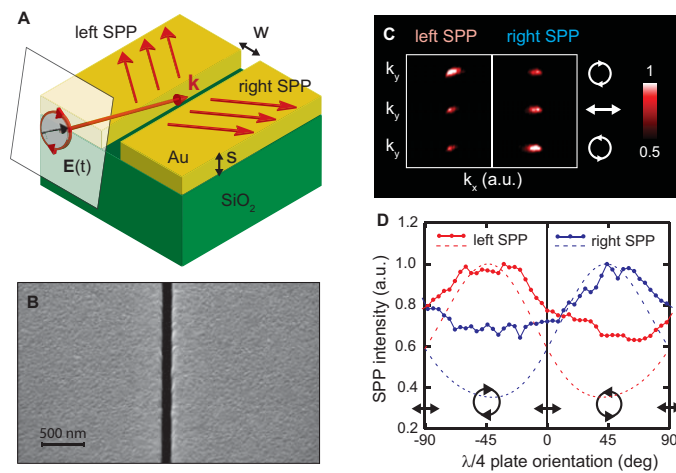 A
left SPP
W
right SPP
k
E(t)
Au
S
SiO2
B
500 nm
C
left SPP
right SPP
ky
ky
ky
kx (a.u.)
1
0.5
D
left SPP
right SPP
SPP intensity (a.u.)
1.2
1.0
0.8
0.6
0.4
0.2
-90
-45
0
45
90
λ/4 plate orientation (deg)